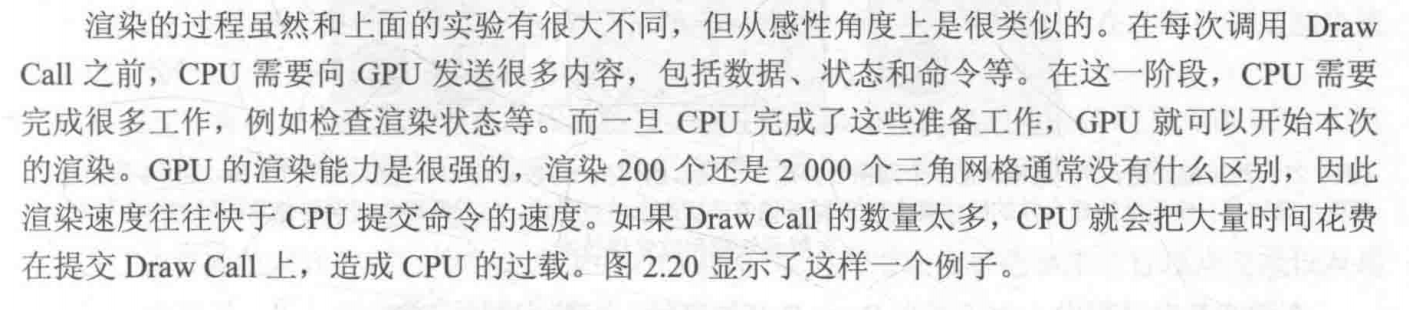 渲染的过程虽然和上面的实验有很大不同，但从感性角度上是很类似的。在每次调用 Draw
Call 之前，CPU 需要向 GPU 发送很多内容，包括数据、状态和命令等。在这一阶段，CPU 需要
完成很多工作，例如检查渲染状态等。而一旦 CPU 完成了这些准备工作，GPU 就可以开始本次
的渲染。GPU 的渲染能力是很强的，渲染 200 个还是 2 000 个三角网格通常没有什么区别，因此
渲染速度往往快于 CPU 提交命令的速度。如果 Draw Call 的数量太多，CPU 就会把大量时间花费
在提交 Draw Call 上，造成 CPU 的过载。图 2.20 显示了这样一个例子。